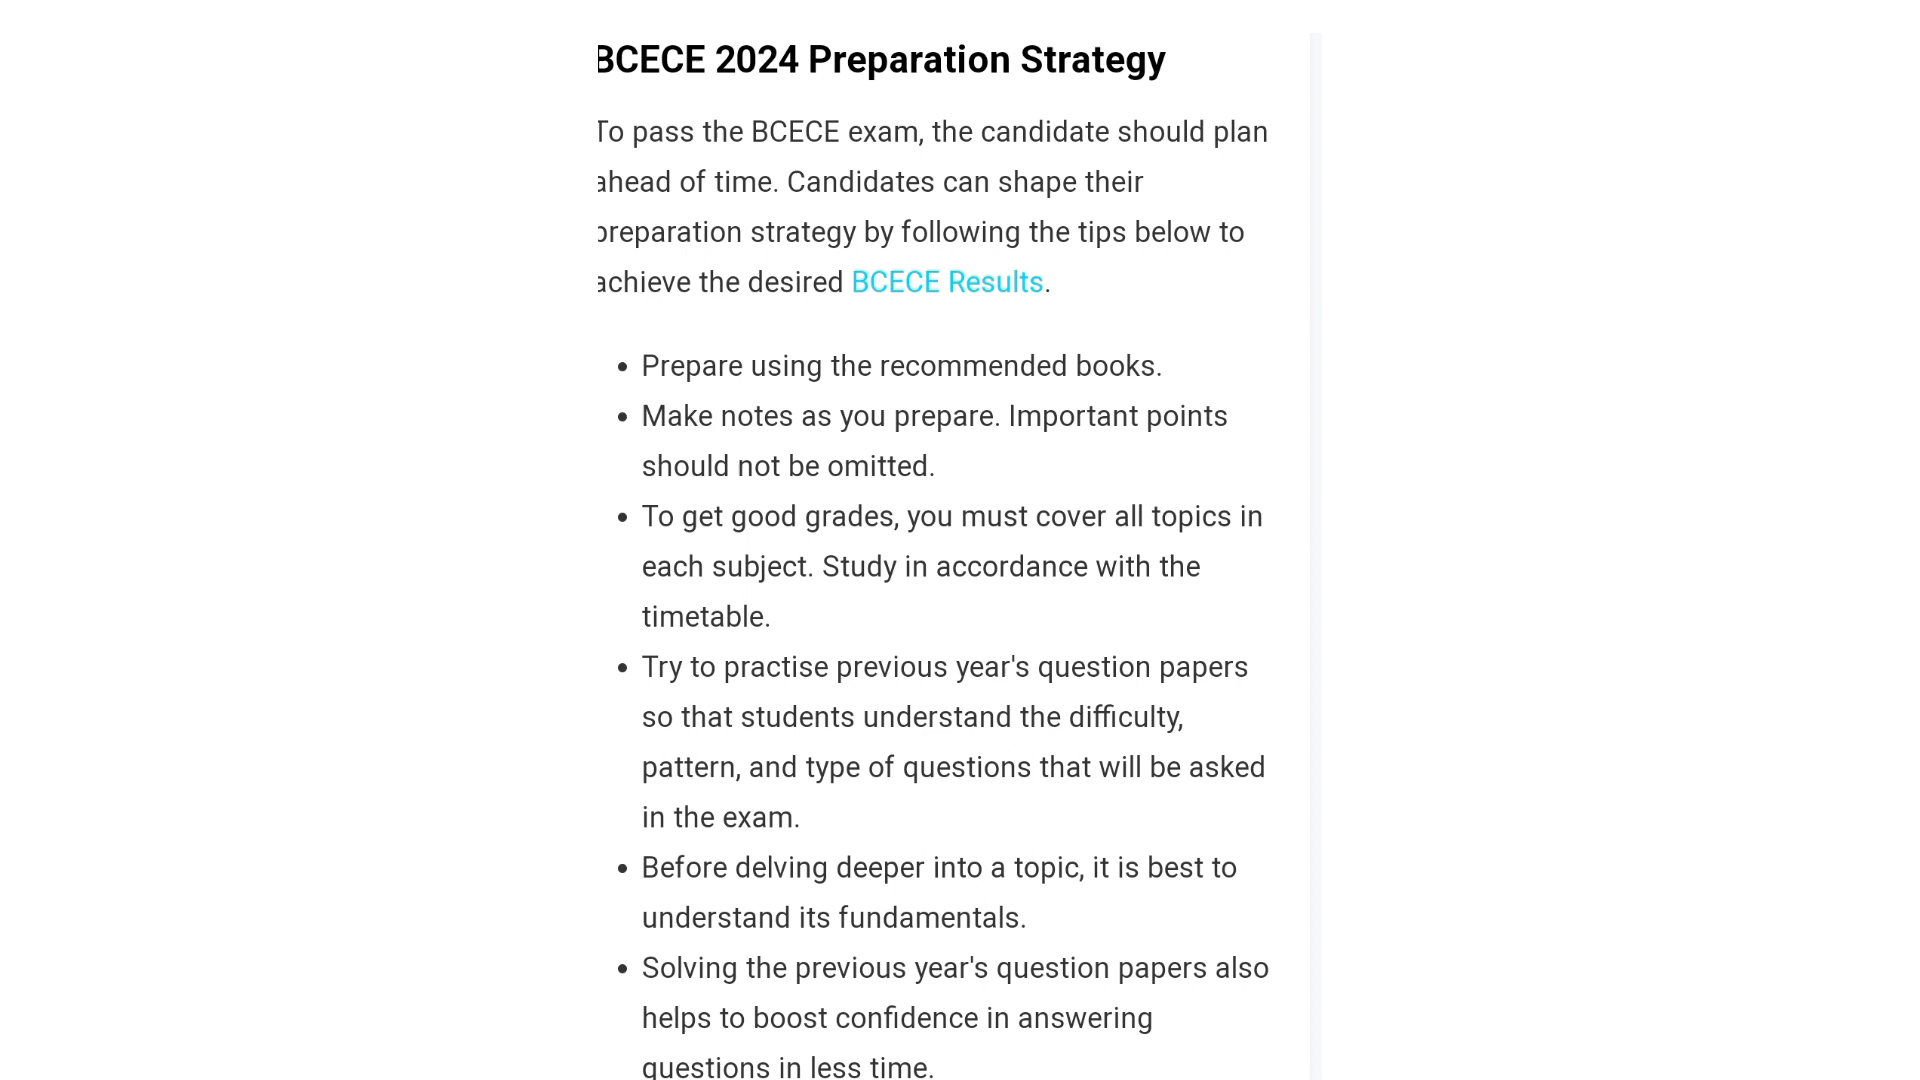 BCECE 2024 Preparation Strategy
To pass the BCECE exam, the candidate should plan
ahead of time. Candidates can shape their
preparation strategy by following the tips below to
achieve the desired BCECE Results.
• Prepare using the recommended books.
• Make notes as you prepare. Important points
should not be omitted.
• To get good grades, you must cover all topics in
each subject. Study in accordance with the
timetable.
• Try to practise previous year's question papers
so that students understand the difficulty,
pattern, and type of questions that will be asked
in the exam.
• Before delving deeper into a topic, it is best to
understand its fundamentals.
• Solving the previous year's question papers also
helps to boost confidence in answering
questions in less time.